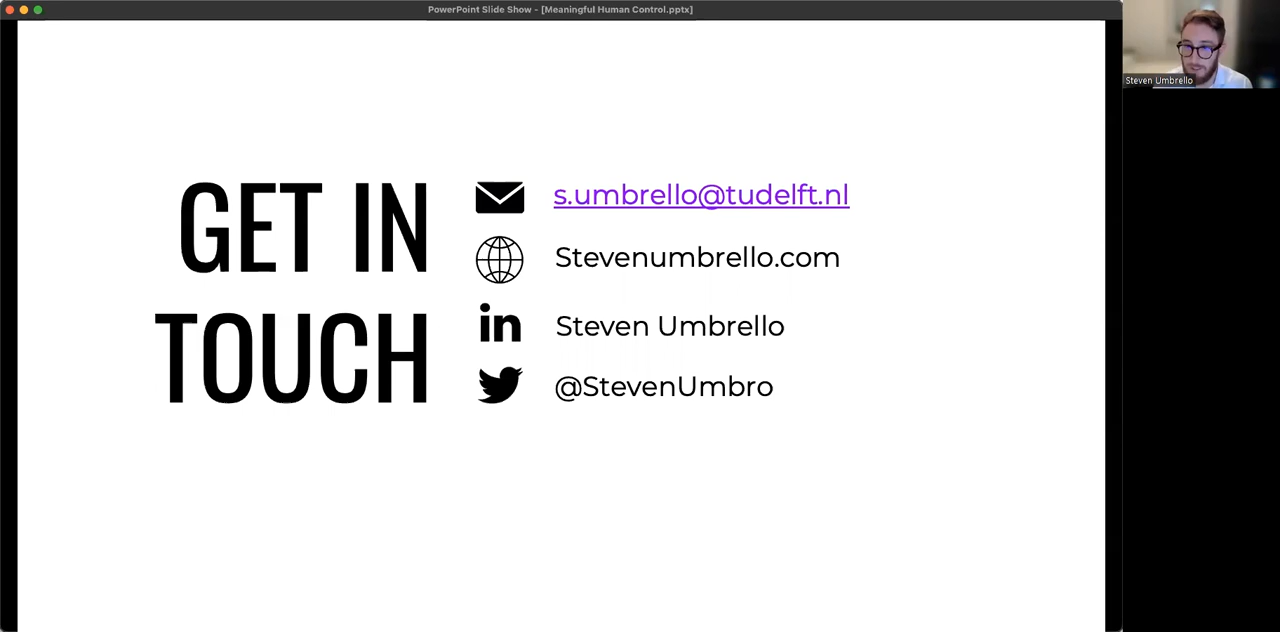 PowerPoint Slide Show - [Meaningful Human Control.pptx]
Steven Umbrello
GET IN
TOUCH
s.umbrello@tudelft.nl
Stevenumbrello.com
in Steven Umbrello
@StevenUmbro